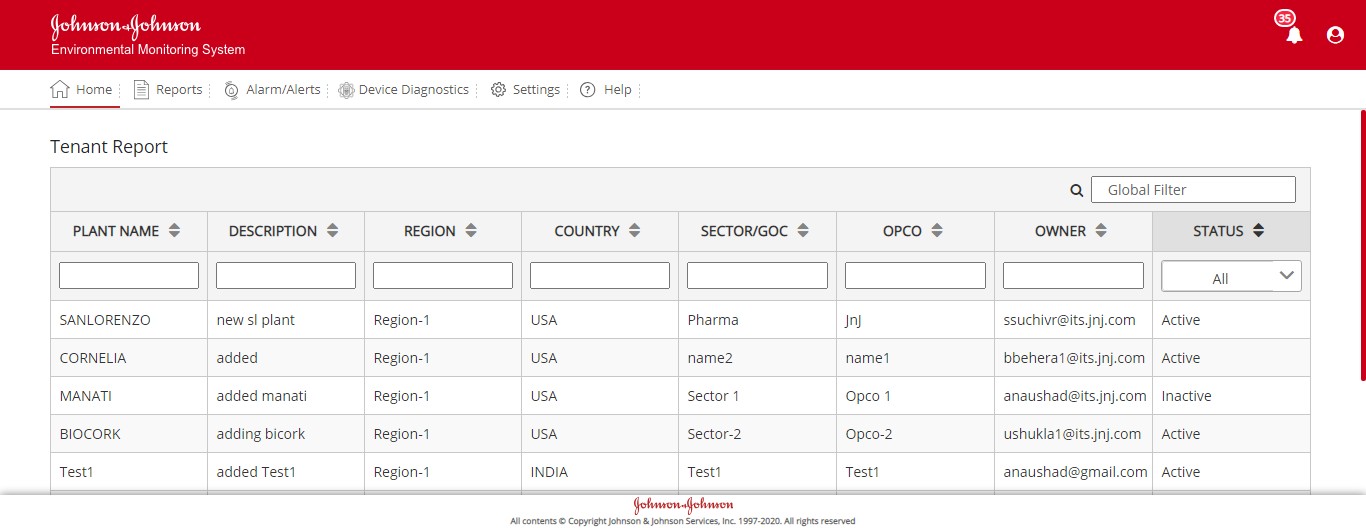 Johnson & Johnson
35
Environmental Monitoring System
Home Reports Alarm/Alerts Device Diagnostics Settings Help
Tenant Report
Global Filter
PLANT NAME DESCRIPTION REGION COUNTRY SECTOR/GOC OPCO OWNER STATUS
All
SANLORENZO new sl plant Region-1 USA Pharma JnJ ssuchivr@its.jnj.com Active
CORNELIA added Region-1 USA name2 name1 bbehera1@its.jnj.com Active
MANATI added manati Region-1 USA Sector 1 Opco 1 anaushad@its.jnj.com Inactive
BIOCORK adding bicork Region-1 USA Sector-2 Opco-2 ushukla1@its.jnj.com Active
Test1 added Test1 Region-1 INDIA Test1 Test1 anaushad@gmail.com Active
Johnson & Johnson
All contents © Copyright Johnson & Johnson Services, Inc. 1997-2020. All rights reserved